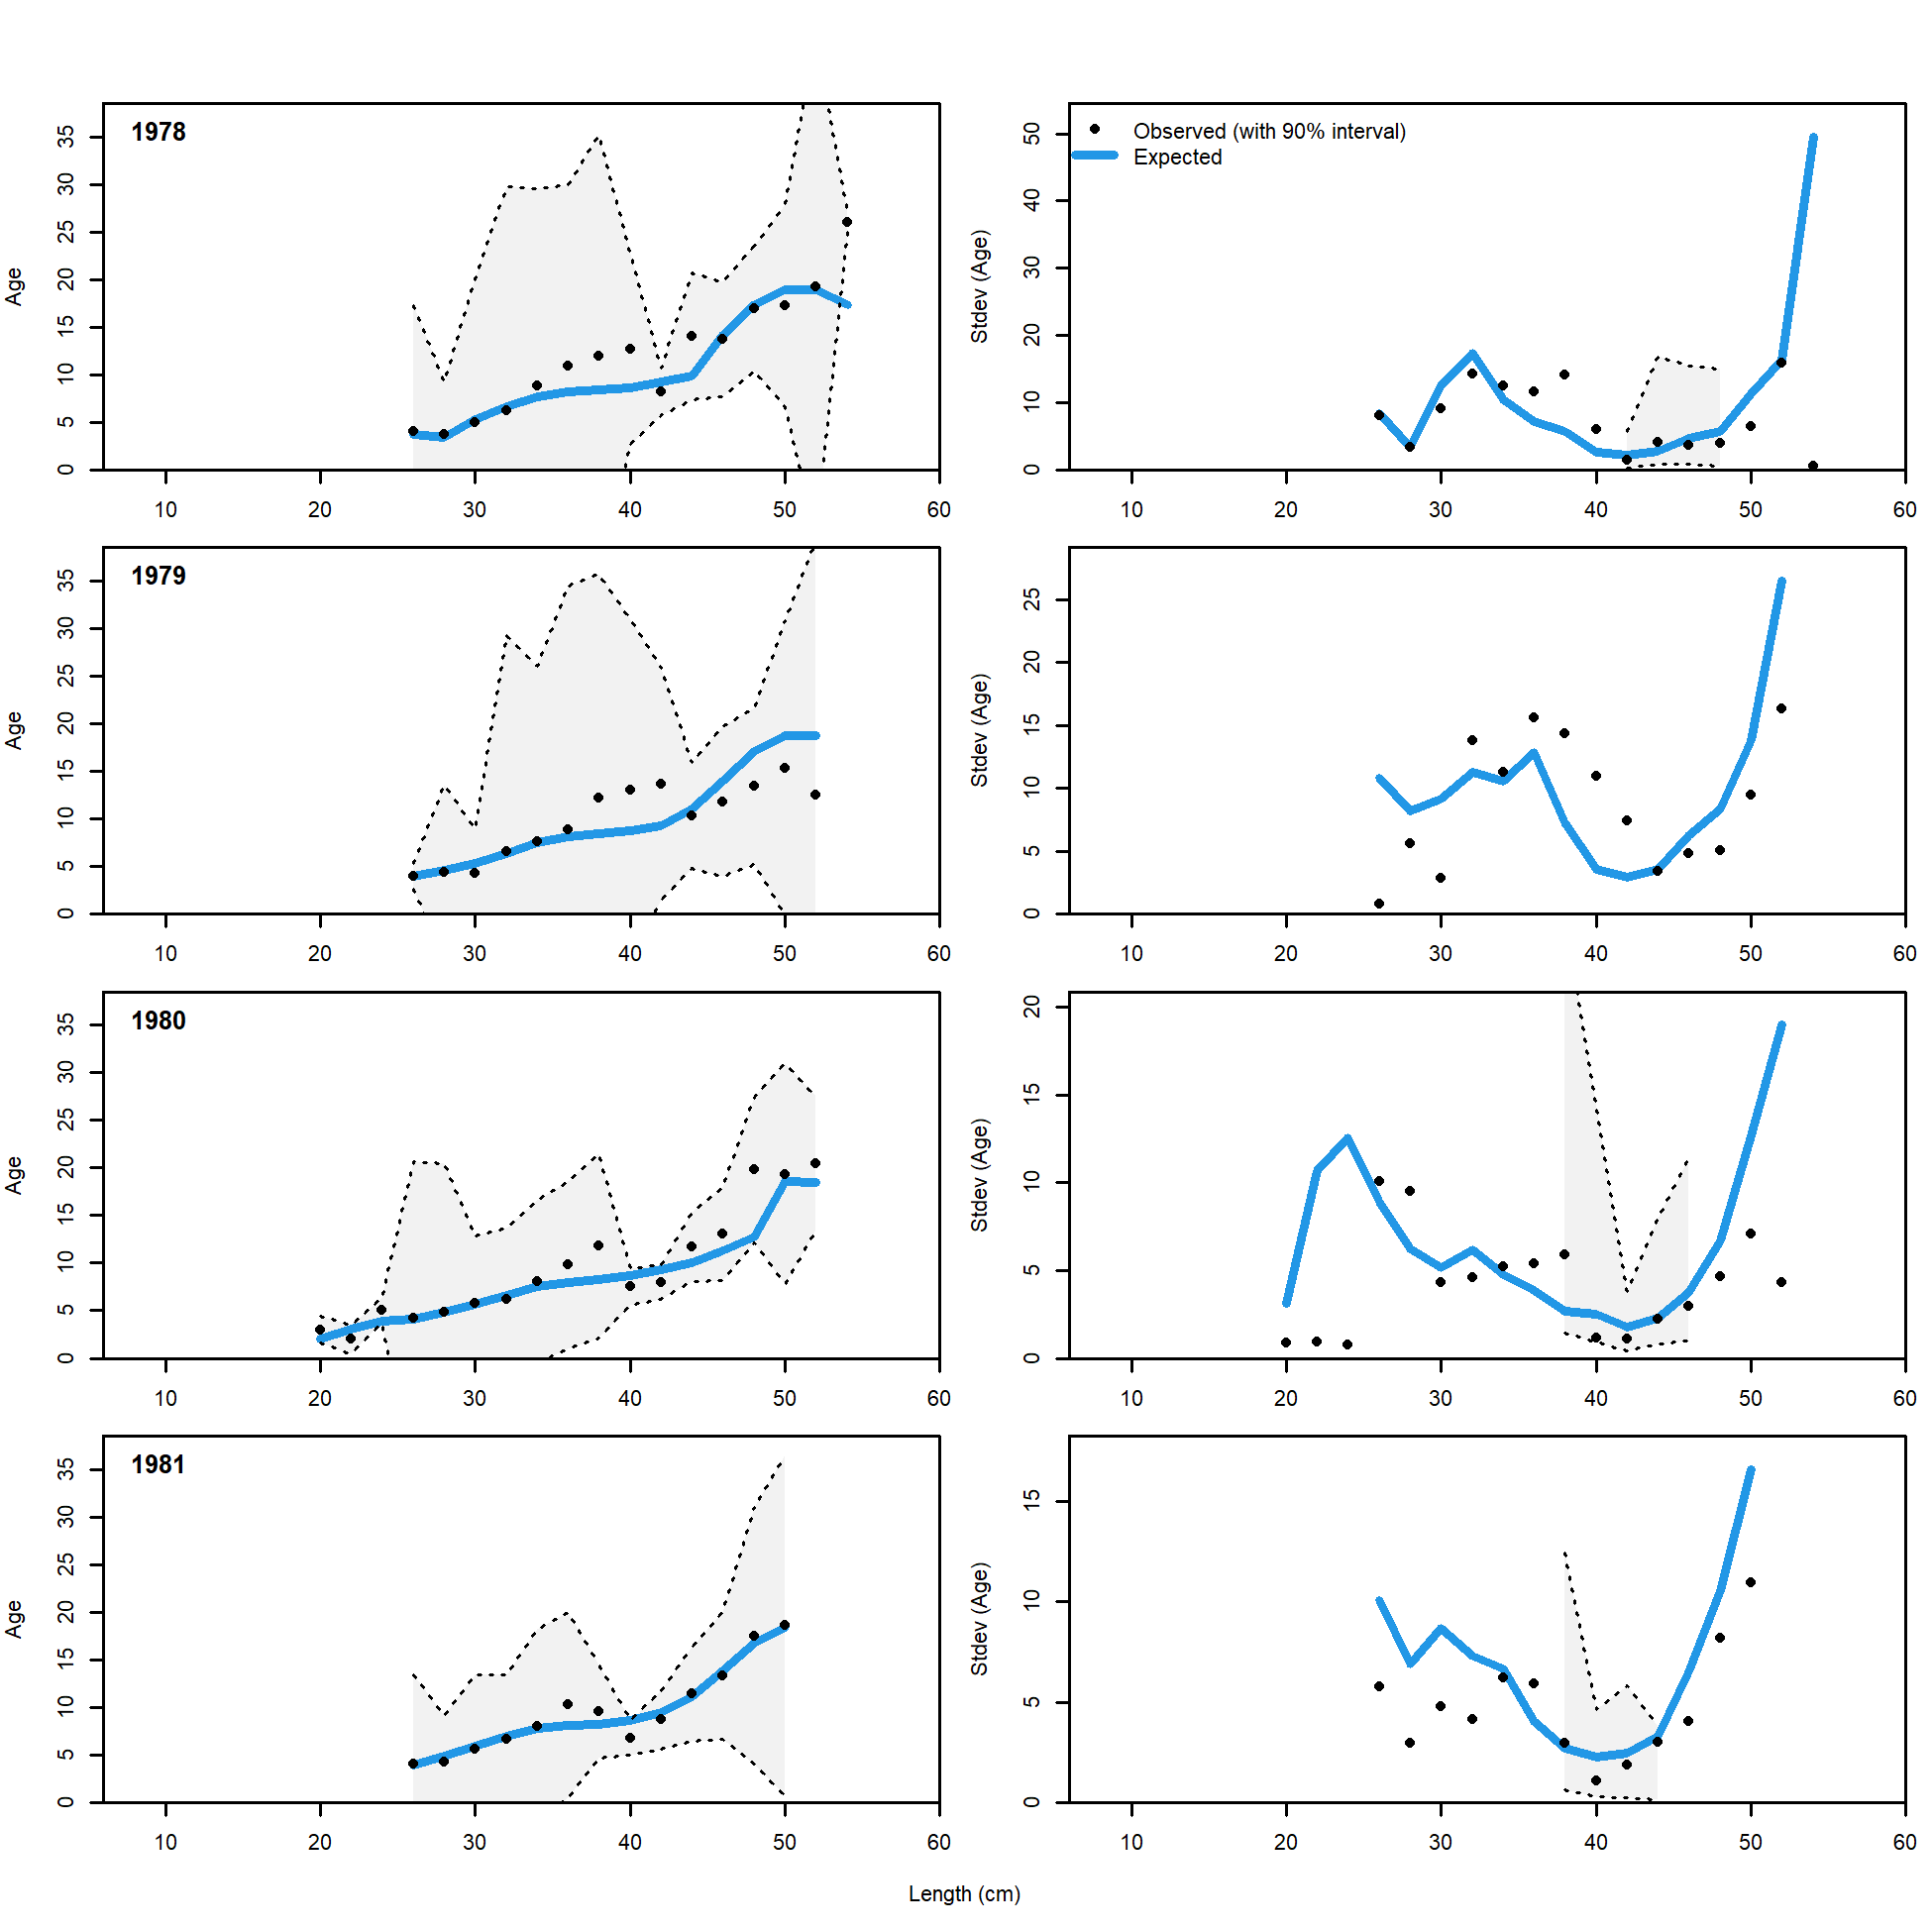 1978
Age
0 5 10 15 20 25 30 35
10 20 30 40 50 60
Observed (with 90% interval)
Expected
Stdev (Age)
0 10 20 30 40 50
10 20 30 40 50 60
1979
Age
0 5 10 15 20 25 30 35
10 20 30 40 50 60
Stdev (Age)
0 5 10 15 20 25
10 20 30 40 50 60
1980
Age
0 5 10 15 20 25 30 35
10 20 30 40 50 60
Stdev (Age)
0 5 10 15 20
10 20 30 40 50 60
1981
Age
0 5 10 15 20 25 30 35
10 20 30 40 50 60
Stdev (Age)
0 5 10 15
10 20 30 40 50 60
Length (cm)